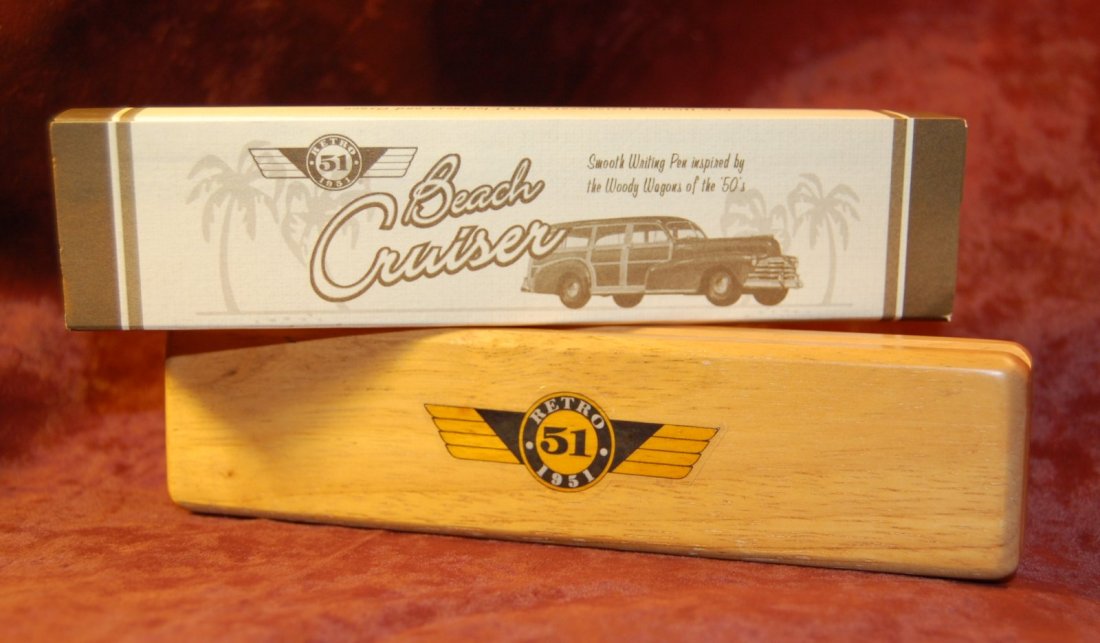 RETRO
51
1951
Beach
Cruiser
Smooth Writing Pen inspired by
the Woody Wagons of the '50's
RETRO
51
1951